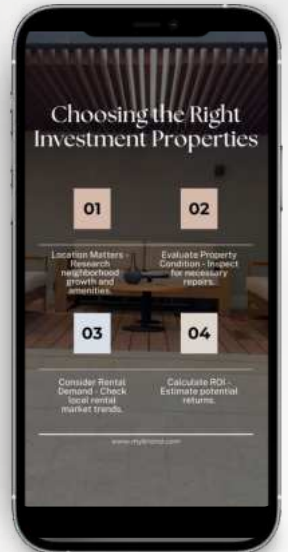 Choosing the Right
Investment Properties
01
02
Location Matters -
Research
neighborhood
growth and
amenities.
Evaluate Property
Condition - Inspect
for necessary
repairs.
03
04
Consider Rental
Demand - Check
local rental
market trends.
Calculate ROI -
Estimate potential
returns.